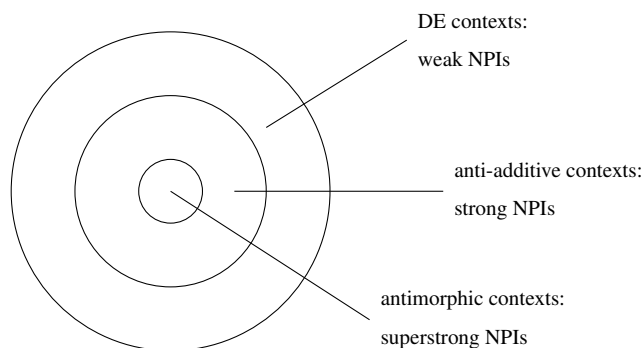 DE contexts:
weak NPIs
anti-additive contexts:
strong NPIs
antimorphic contexts:
superstrong NPIs